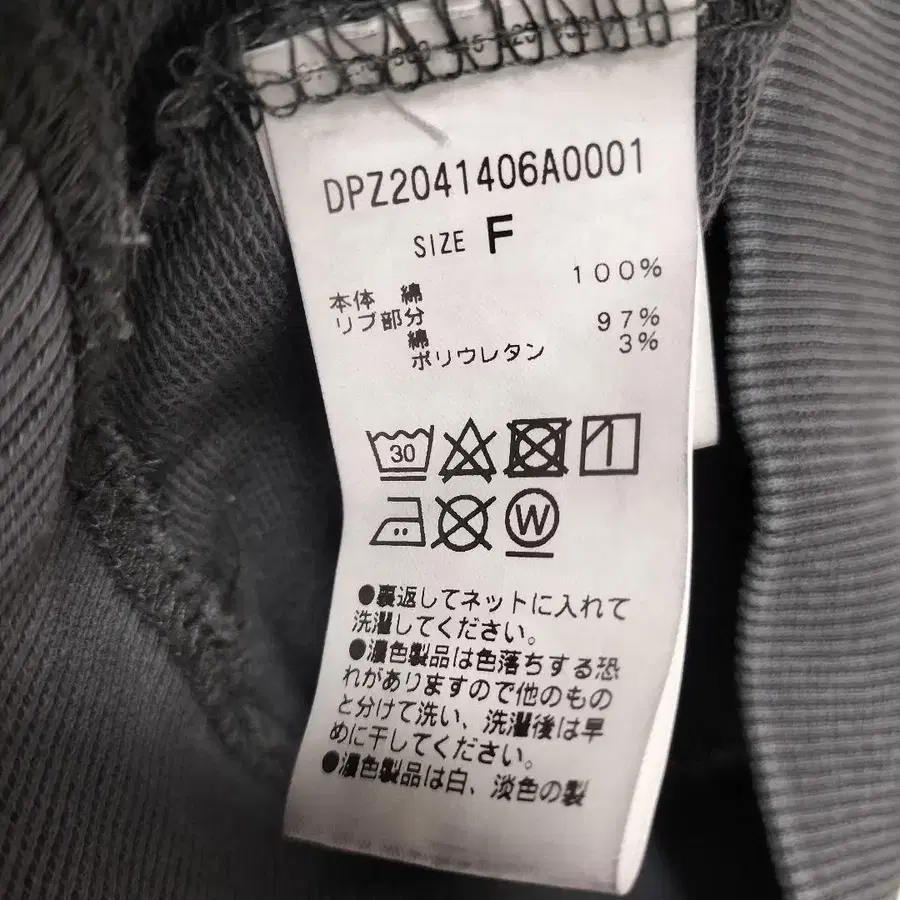 DPZ2041406A0001
SIZE F
本体 綿 100%
リブ部分
綿 97%
ポリウレタン 3%
30
W
●裏返してネットに入れて
洗濯してください。
●濃色製品は色落ちする恐
れがありますので他のもの
と分けて洗い、洗濯後は早
めに干してください。
●濃色製品は白、淡色の製